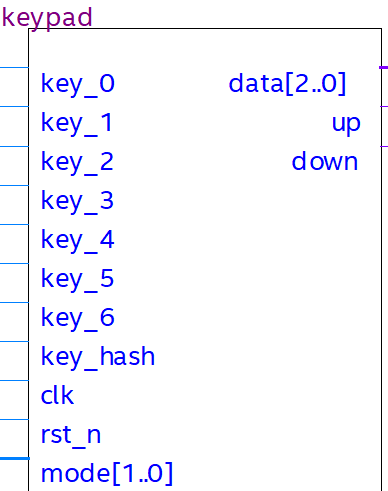 keypad
key_0 data[2..0]
key_1 up
key_2 down
key_3
key_4
key_5
key_6
key_hash
clk
rst_n
mode[1..0]